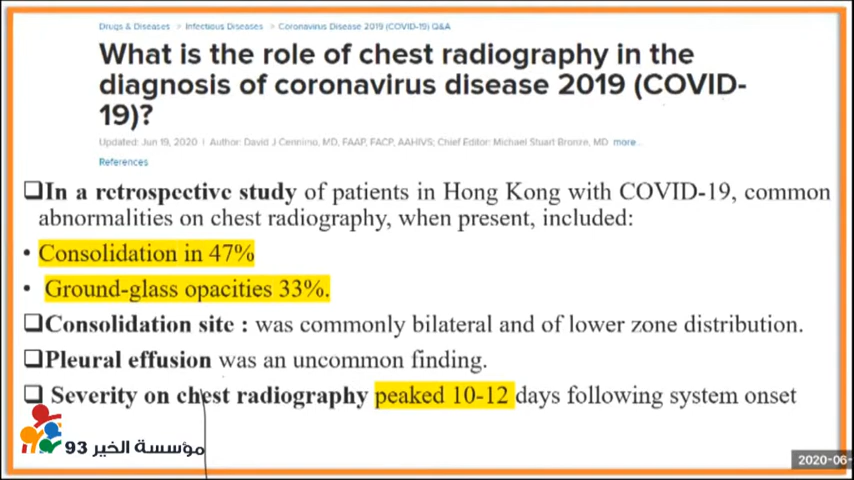 Drugs & Diseases > Infectious Diseases > Coronavirus Disease 2019 (COVID-19) Q&A
What is the role of chest radiography in the
diagnosis of coronavirus disease 2019 (COVID-
19)?
Updated: Jun 19, 2020 | Author: David J Cennimo, MD, FAAP, FACP, AAHIVS; Chief Editor: Michael Stuart Bronze, MD more...
References
❑In a retrospective study of patients in Hong Kong with COVID-19, common
abnormalities on chest radiography, when present, included:
• Consolidation in 47%
• Ground-glass opacities 33%.
❑Consolidation site : was commonly bilateral and of lower zone distribution.
❑Pleural effusion was an uncommon finding.
❑ Severity on chest radiography peaked 10-12 days following system onset
مؤسسة الخير 93
2020-06-